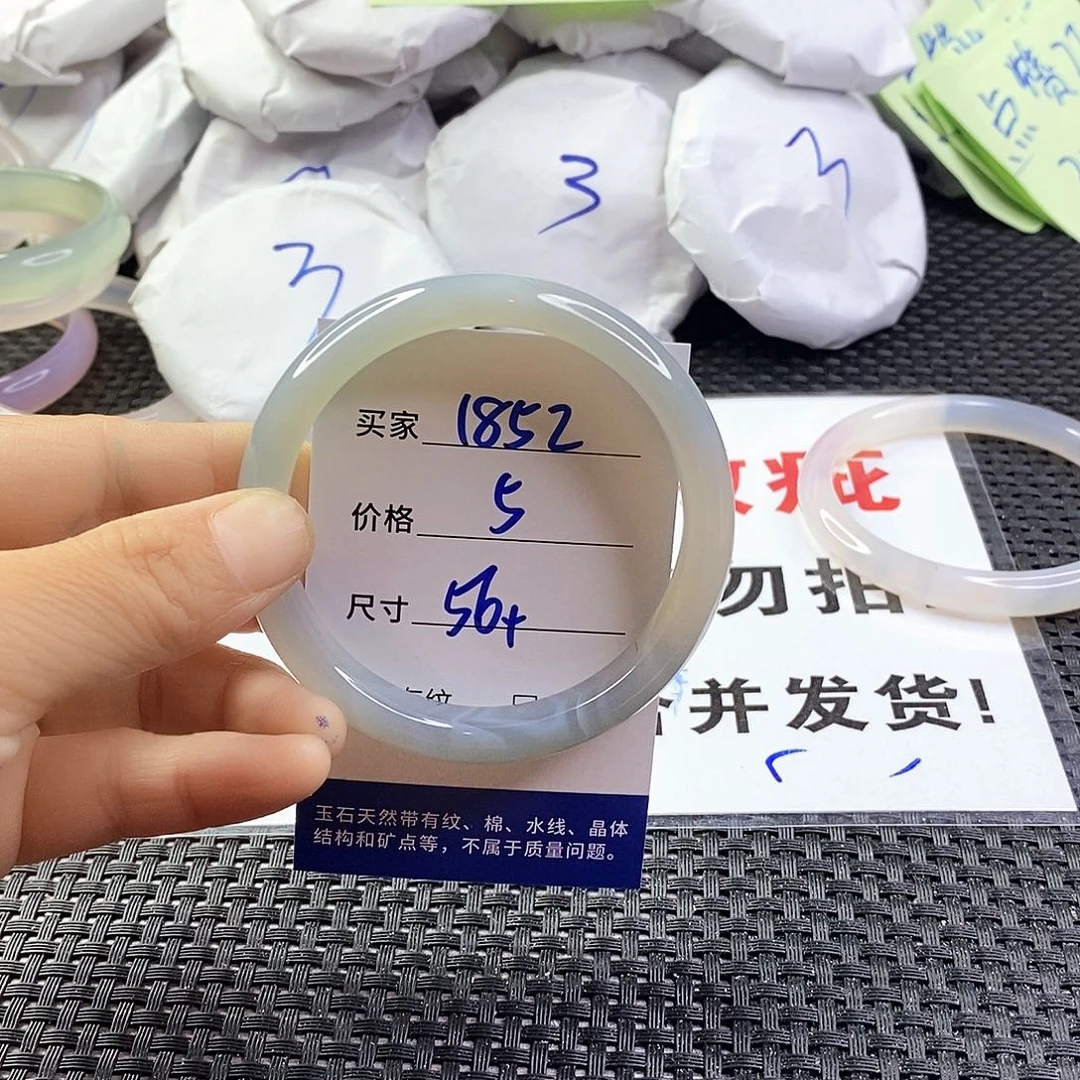 点
3
3
3
买家 1852
价格 5
尺寸 56+
疵
勿拍
并发货!
玉石天然带有纹、棉、水线、晶体
结构和矿点等，不属于质量问题。